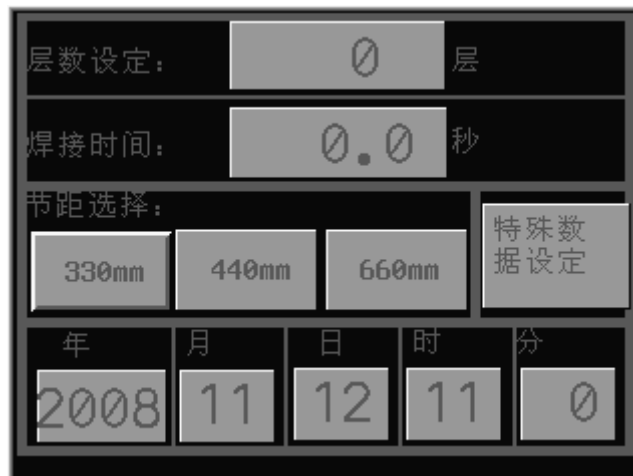 层数设定: 0 层
焊接时间: 0.0 秒
节距选择:
330mm 440mm 660mm
特殊数
据设定
年 月 日 时 分
2008 11 12 11 0